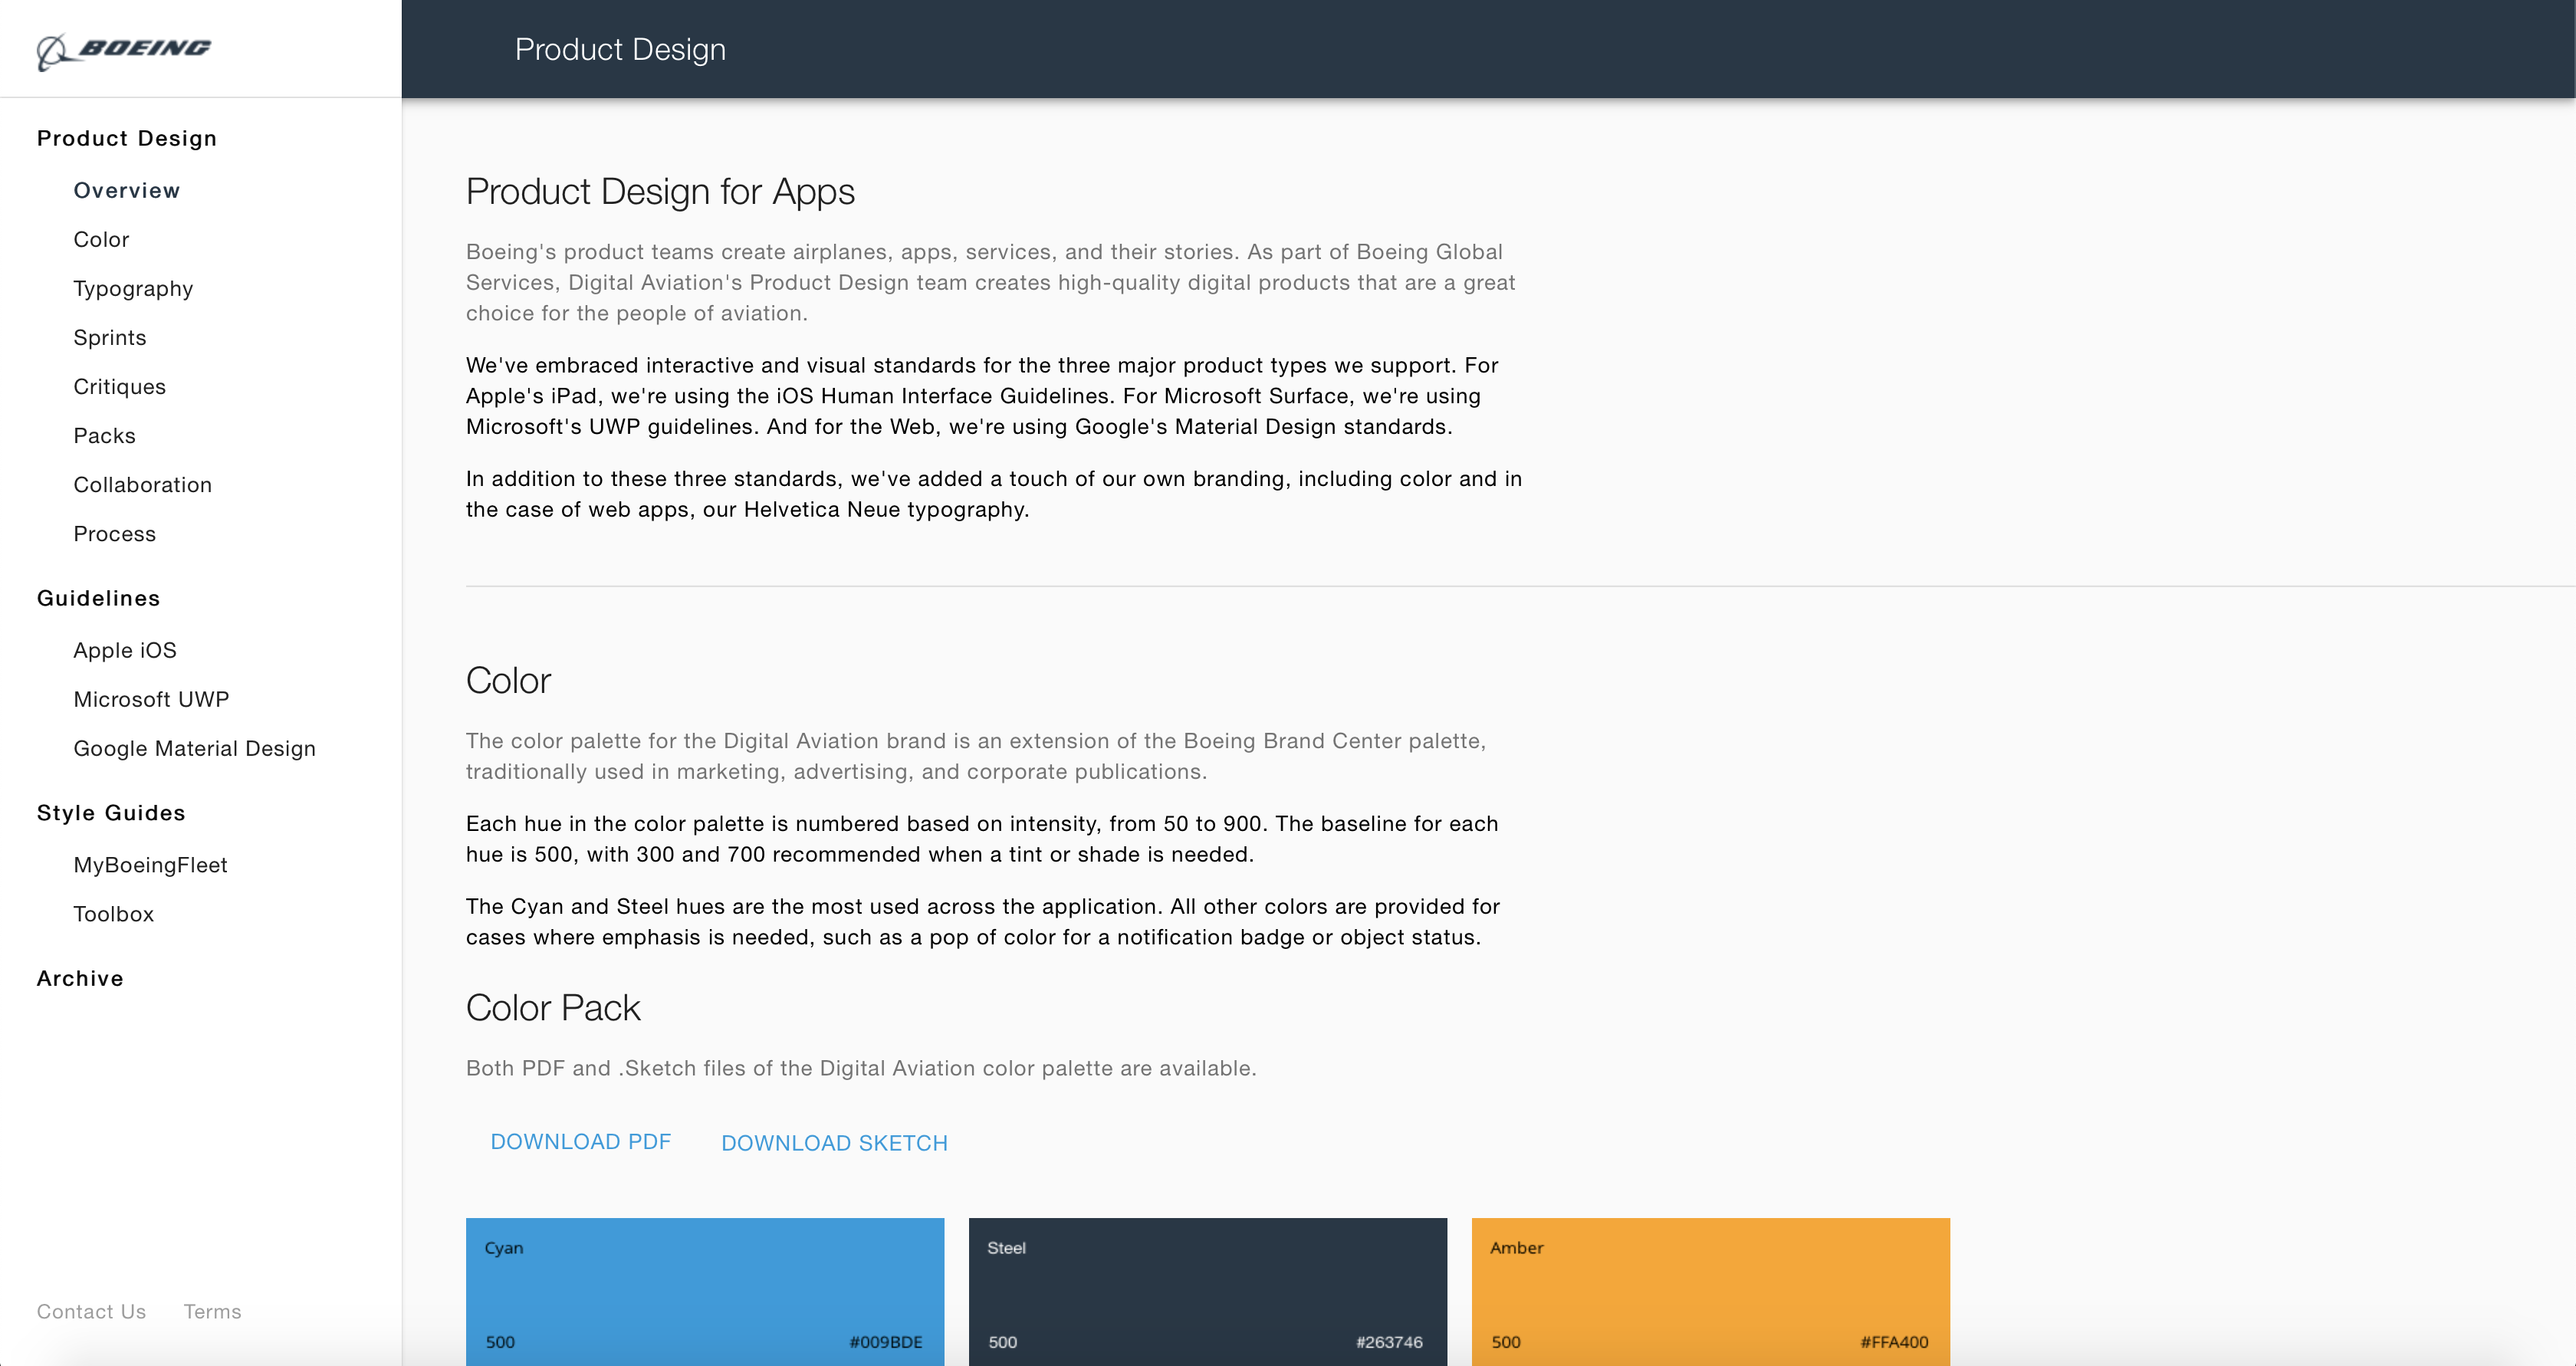 BOEING
Product Design
Product Design
Overview
Color
Typography
Sprints
Critiques
Packs
Collaboration
Process
Guidelines
Apple iOS
Microsoft UWP
Google Material Design
Style Guides
MyBoeingFleet
Toolbox
Archive
Contact Us Terms
Product Design for Apps
Boeing's product teams create airplanes, apps, services, and their stories. As part of Boeing Global
Services, Digital Aviation's Product Design team creates high-quality digital products that are a great
choice for the people of aviation.
We've embraced interactive and visual standards for the three major product types we support. For
Apple's iPad, we're using the iOS Human Interface Guidelines. For Microsoft Surface, we're using
Microsoft's UWP guidelines. And for the Web, we're using Google's Material Design standards.
In addition to these three standards, we've added a touch of our own branding, including color and in
the case of web apps, our Helvetica Neue typography.
Color
The color palette for the Digital Aviation brand is an extension of the Boeing Brand Center palette,
traditionally used in marketing, advertising, and corporate publications.
Each hue in the color palette is numbered based on intensity, from 50 to 900. The baseline for each
hue is 500, with 300 and 700 recommended when a tint or shade is needed.
The Cyan and Steel hues are the most used across the application. All other colors are provided for
cases where emphasis is needed, such as a pop of color for a notification badge or object status.
Color Pack
Both PDF and .Sketch files of the Digital Aviation color palette are available.
DOWNLOAD PDF DOWNLOAD SKETCH
Cyan
500 #009BDE
Steel
500 #263746
Amber
500 #FFA400